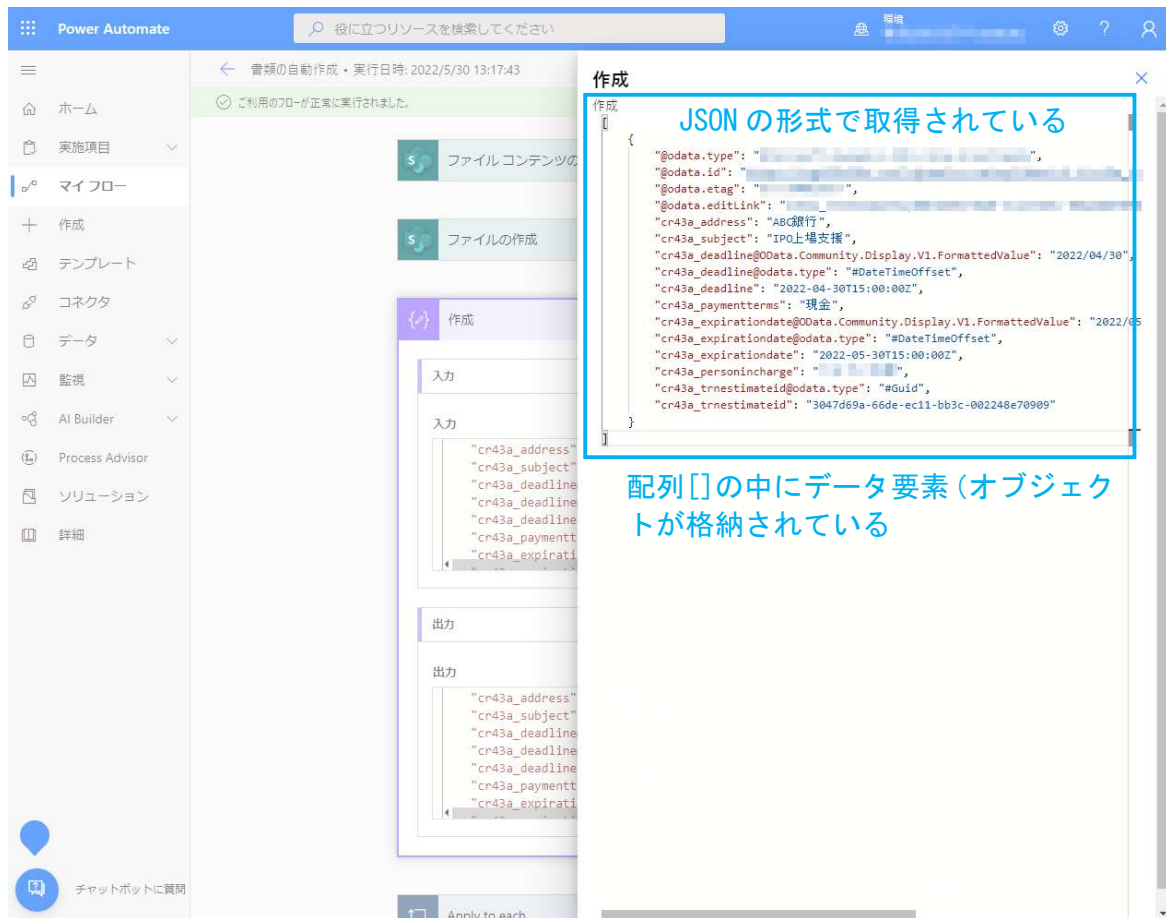 Power Automate
役に立つリソースを検索してください
環境
?
ホーム
実施項目
マイ フロー
作成
テンプレート
コネクタ
データ
監視
AI Builder
Process Advisor
ソリューション
詳細
チャットボットに質問
書類の自動作成 • 実行日時: 2022/5/30 13:17:43
ご利用のフローが正常に実行されました。
ファイル コンテンツの
ファイルの作成
作成
入力
入力
"cr43a_address"
"cr43a_subject"
"cr43a_deadline
"cr43a_deadline
"cr43a_deadline
"cr43a_paymentt
"cr43a_expirati
出力
出力
"cr43a_address"
"cr43a_subject"
"cr43a_deadline
"cr43a_deadline
"cr43a_deadline
"cr43a_paymentt
"cr43a_expirati
Apply to each
作成
作成
JSON の形式で取得されている
[
{
"@odata.type": "",
"@odata.id": "
"@odata.etag": "",
"@odata.editLink": "
"cr43a_address": "ABC銀行",
"cr43a_subject": "IPO上場支援",
"cr43a_deadline@OData.Community.Display.V1.FormattedValue": "2022/04/30",
"cr43a_deadline@odata.type": "#DateTimeOffset",
"cr43a_deadline": "2022-04-30T15:00:00Z",
"cr43a_paymentterms": "現金",
"cr43a_expirationdate@OData.Community.Display.V1.FormattedValue": "2022/05
"cr43a_expirationdate@odata.type": "#DateTimeOffset",
"cr43a_expirationdate": "2022-05-30T15:00:00Z",
"cr43a_personincharge": "",
"cr43a_trnestimateid@odata.type": "#Guid",
"cr43a_trnestimateid": "3047d69a-66de-ec11-bb3c-002248e70909"
}
]
配列[]の中にデータ要素(オブジェク
トが格納されている